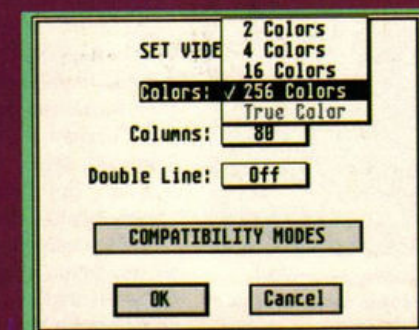 2 Colors
SET VIDE
4 Colors
16 Colors
Colors: ✓ 256 Colors
True Color
Columns: 80
Double Line: Off
COMPATIBILITY MODES
OK
Cancel